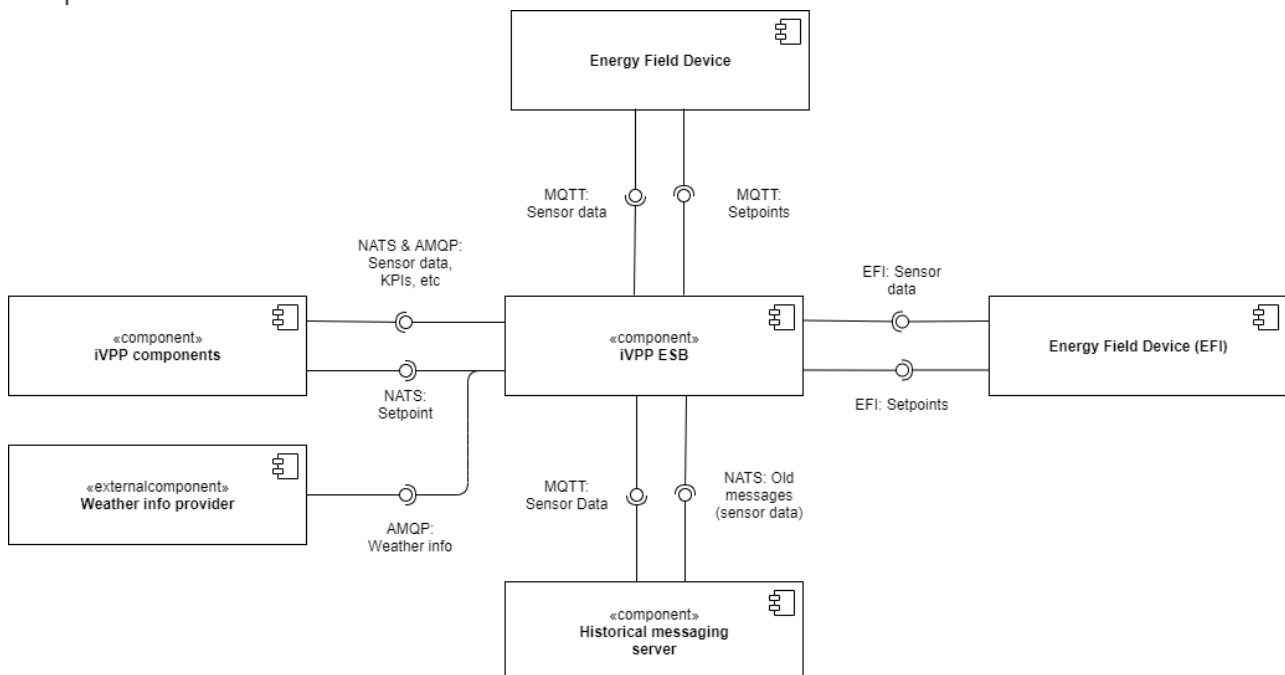 Energy Field Device
MQTT:
Sensor data
MQTT:
Setpoints
NATS & AMQP:
Sensor data,
KPIs, etc
EFI: Sensor
data
«component»
iVPP components
«component»
iVPP ESB
Energy Field Device (EFI)
NATS:
Setpoint
EFI: Setpoints
«externalcomponent»
Weather info provider
AMQP:
Weather info
MQTT:
Sensor Data
NATS: Old
messages
(sensor data)
«component»
Historical messaging
server